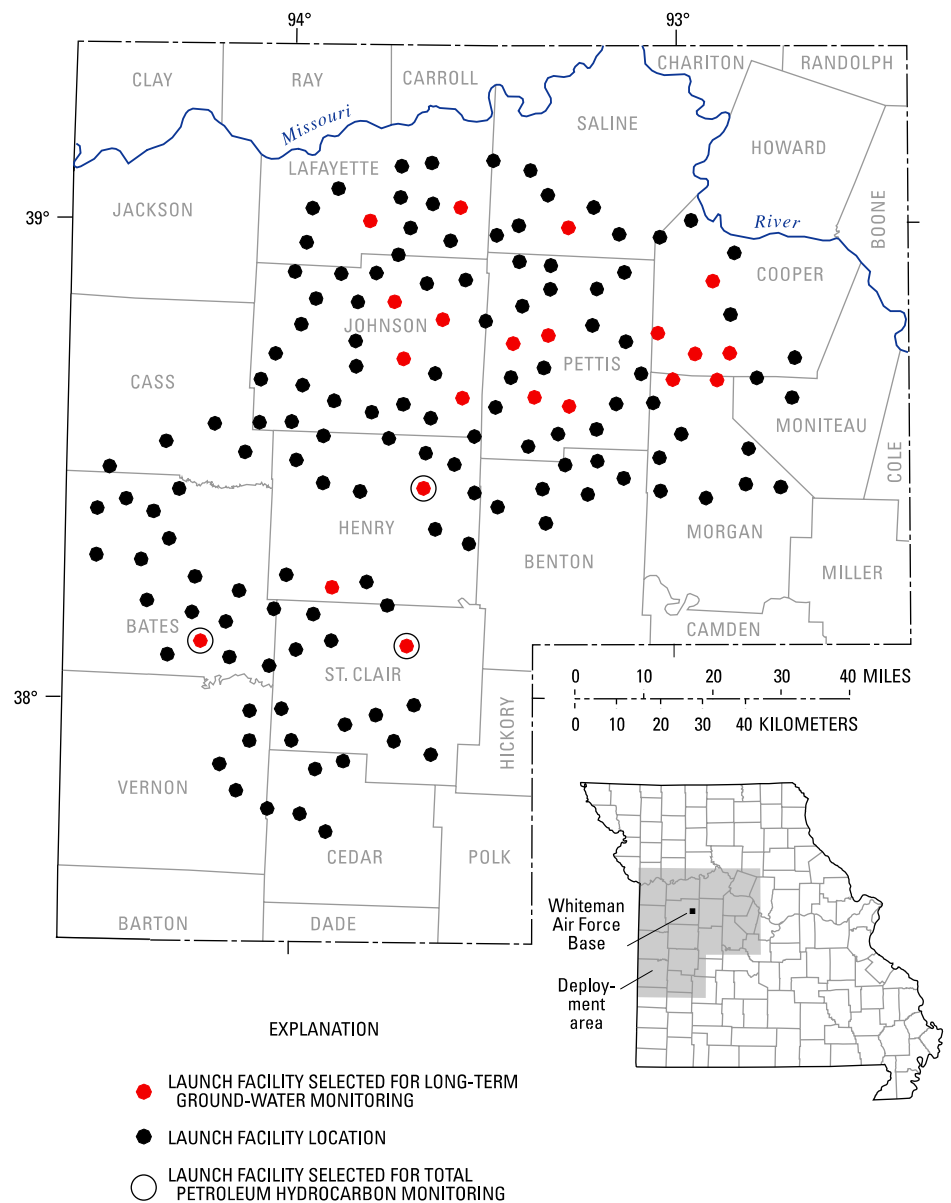 94°
93°
CLAY
RAY
CARROLL
CHARITON
RANDOLPH
Missouri
SALINE
HOWARD
LAFAYETTE
JACKSON
39°
River
BOONE
COOPER
JOHNSON
PETTIS
CASS
MONITEAU
COLE
HENRY
MORGAN
BENTON
MILLER
BATES
CAMDEN
ST. CLAIR
38°
HICKORY
0 10 20 30 40 MILES
0 10 20 30 40 KILOMETERS
VERNON
CEDAR
POLK
BARTON
DADE
Whiteman
Air Force
Base
Deploy-
ment
area
EXPLANATION
LAUNCH FACILITY SELECTED FOR LONG-TERM
GROUND-WATER MONITORING
LAUNCH FACILITY LOCATION
LAUNCH FACILITY SELECTED FOR TOTAL
PETROLEUM HYDROCARBON MONITORING